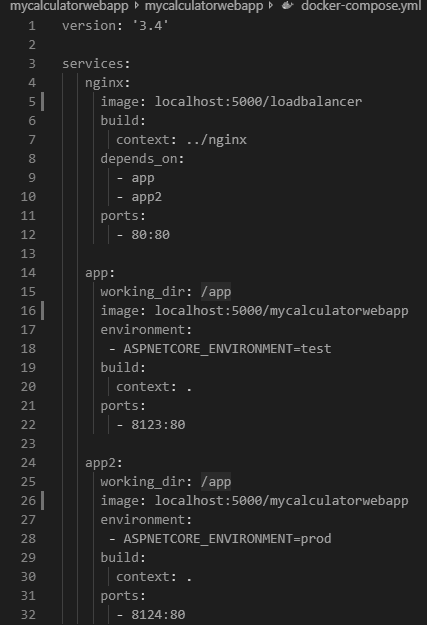 mycalculatorwebapp > mycalculatorwebapp > docker-compose.yml
1 version: '3.4'
2
3 services:
4   nginx:
5     image: localhost:5000/loadbalancer
6     build:
7       context: ../nginx
8     depends_on:
9       - app
10       - app2
11     ports:
12       - 80:80
13
14   app:
15     working_dir: /app
16     image: localhost:5000/mycalculatorwebapp
17     environment:
18      - ASPNETCORE_ENVIRONMENT=test
19     build:
20       context: .
21     ports:
22       - 8123:80
23
24   app2:
25     working_dir: /app
26     image: localhost:5000/mycalculatorwebapp
27     environment:
28      - ASPNETCORE_ENVIRONMENT=prod
29     build:
30       context: .
31     ports:
32       - 8124:80